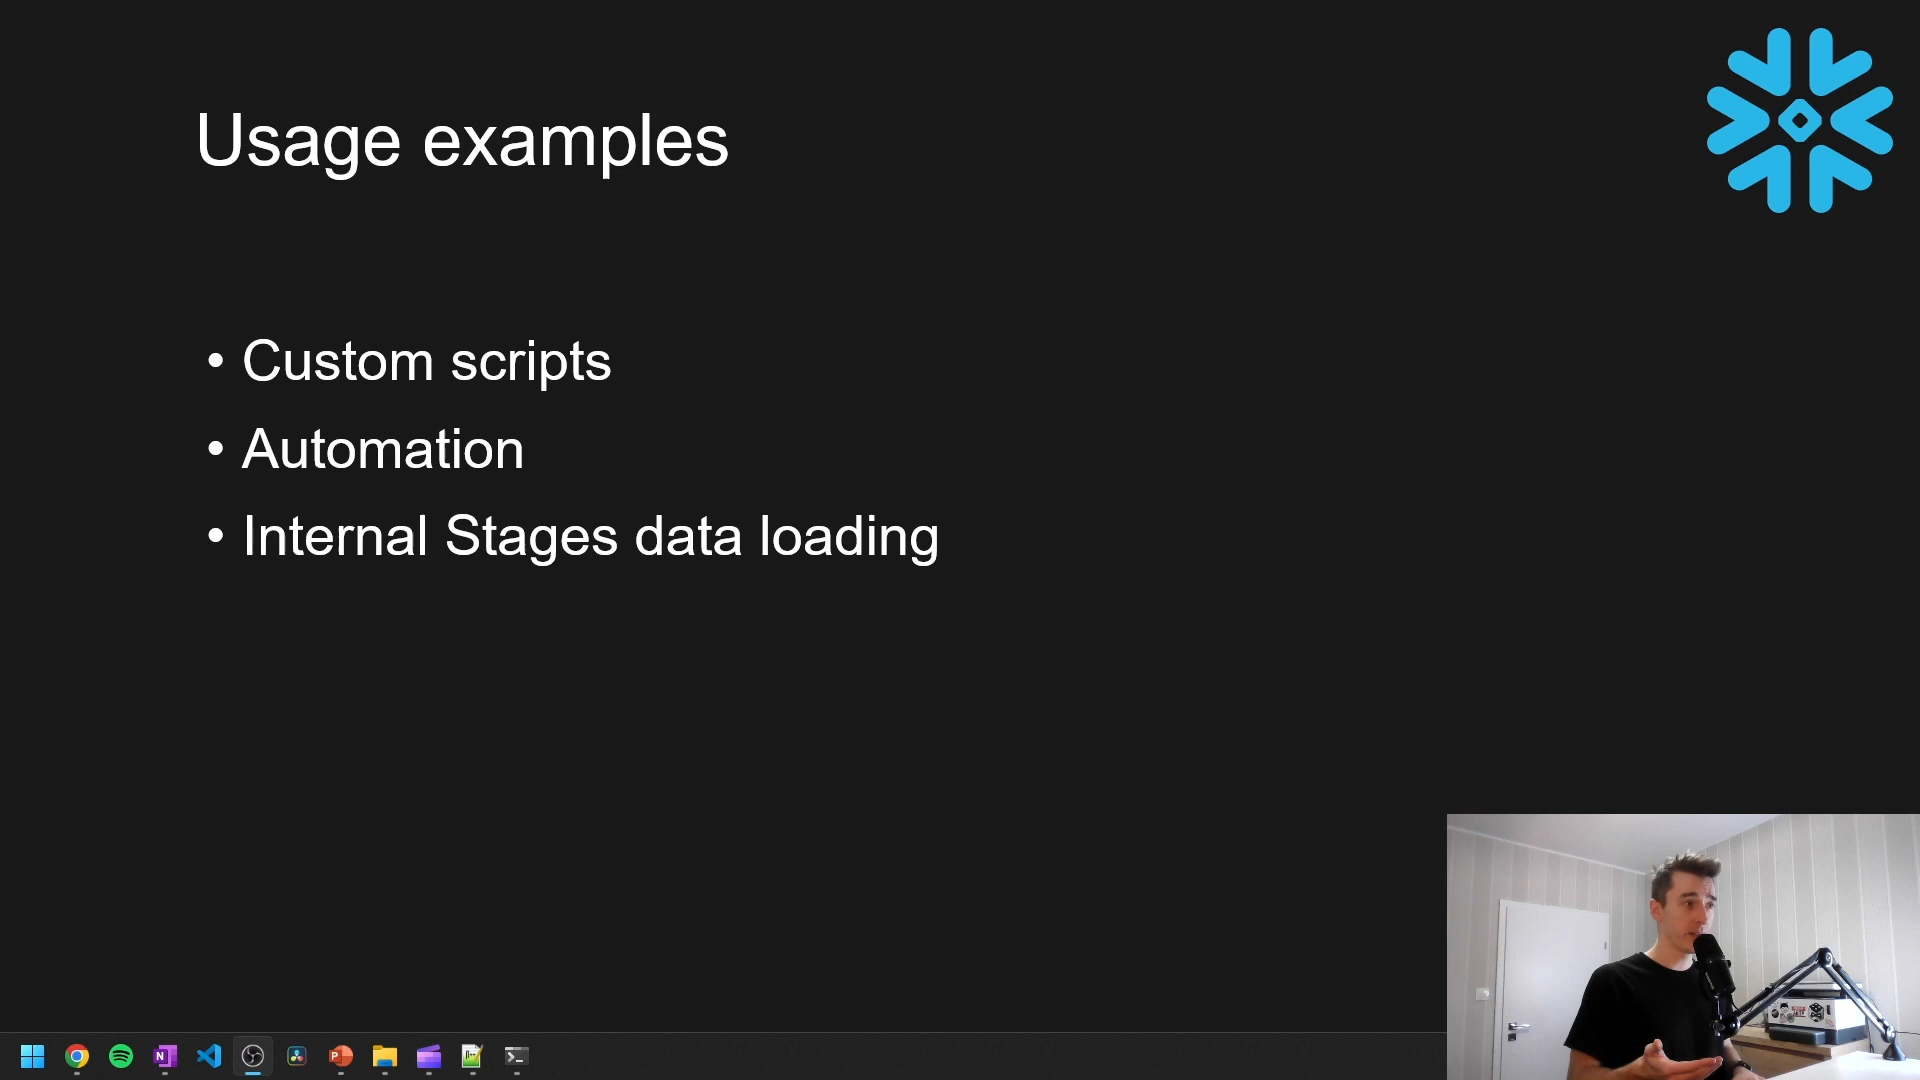 Usage examples
• Custom scripts
• Automation
• Internal Stages data loading